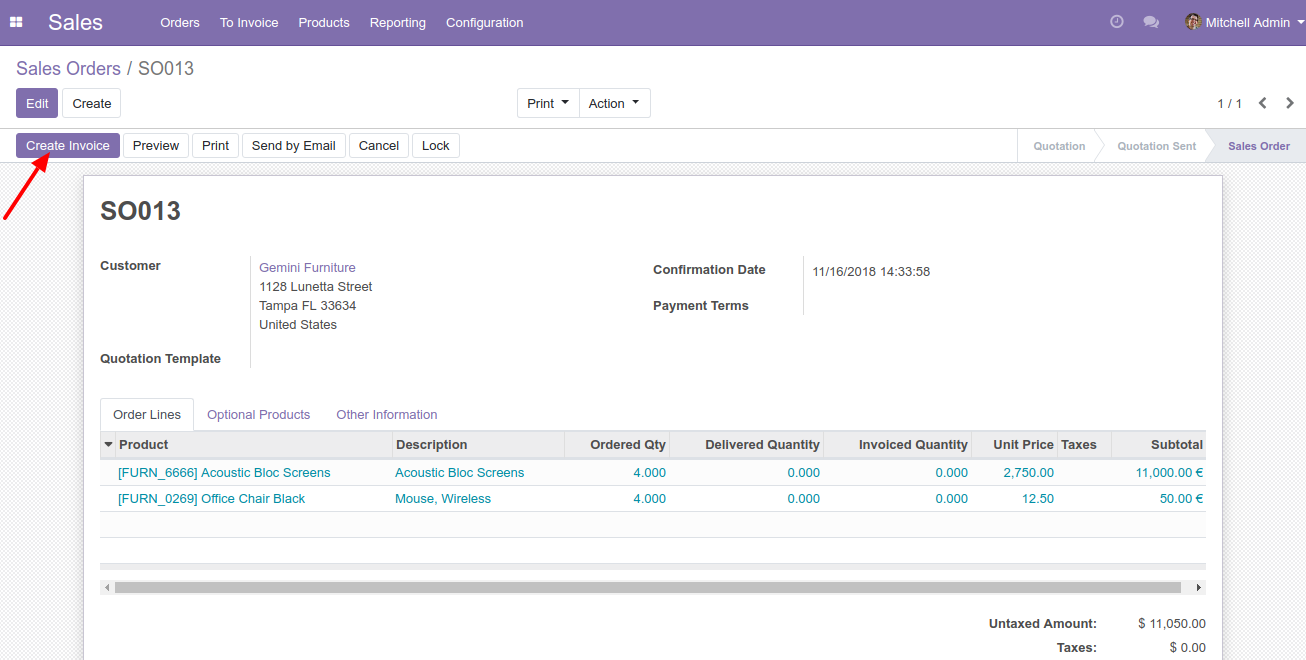 Sales Orders To Invoice Products Reporting Configuration Mitchell Admin
Sales Orders / SO013
Edit Create Print Action 1 / 1
Create Invoice Preview Print Send by Email Cancel Lock Quotation Quotation Sent Sales Order
SO013
Customer Gemini Furniture Confirmation Date 11/16/2018 14:33:58
1128 Lunetta Street
Tampa FL 33634 Payment Terms
United States
Quotation Template
Order Lines Optional Products Other Information
Product Description Ordered Qty Delivered Quantity Invoiced Quantity Unit Price Taxes Subtotal
[FURN_6666] Acoustic Bloc Screens Acoustic Bloc Screens 4.000 0.000 0.000 2,750.00 11,000.00 €
[FURN_0269] Office Chair Black Mouse, Wireless 4.000 0.000 0.000 12.50 50.00 €
Untaxed Amount: $ 11,050.00
Taxes: $ 0.00